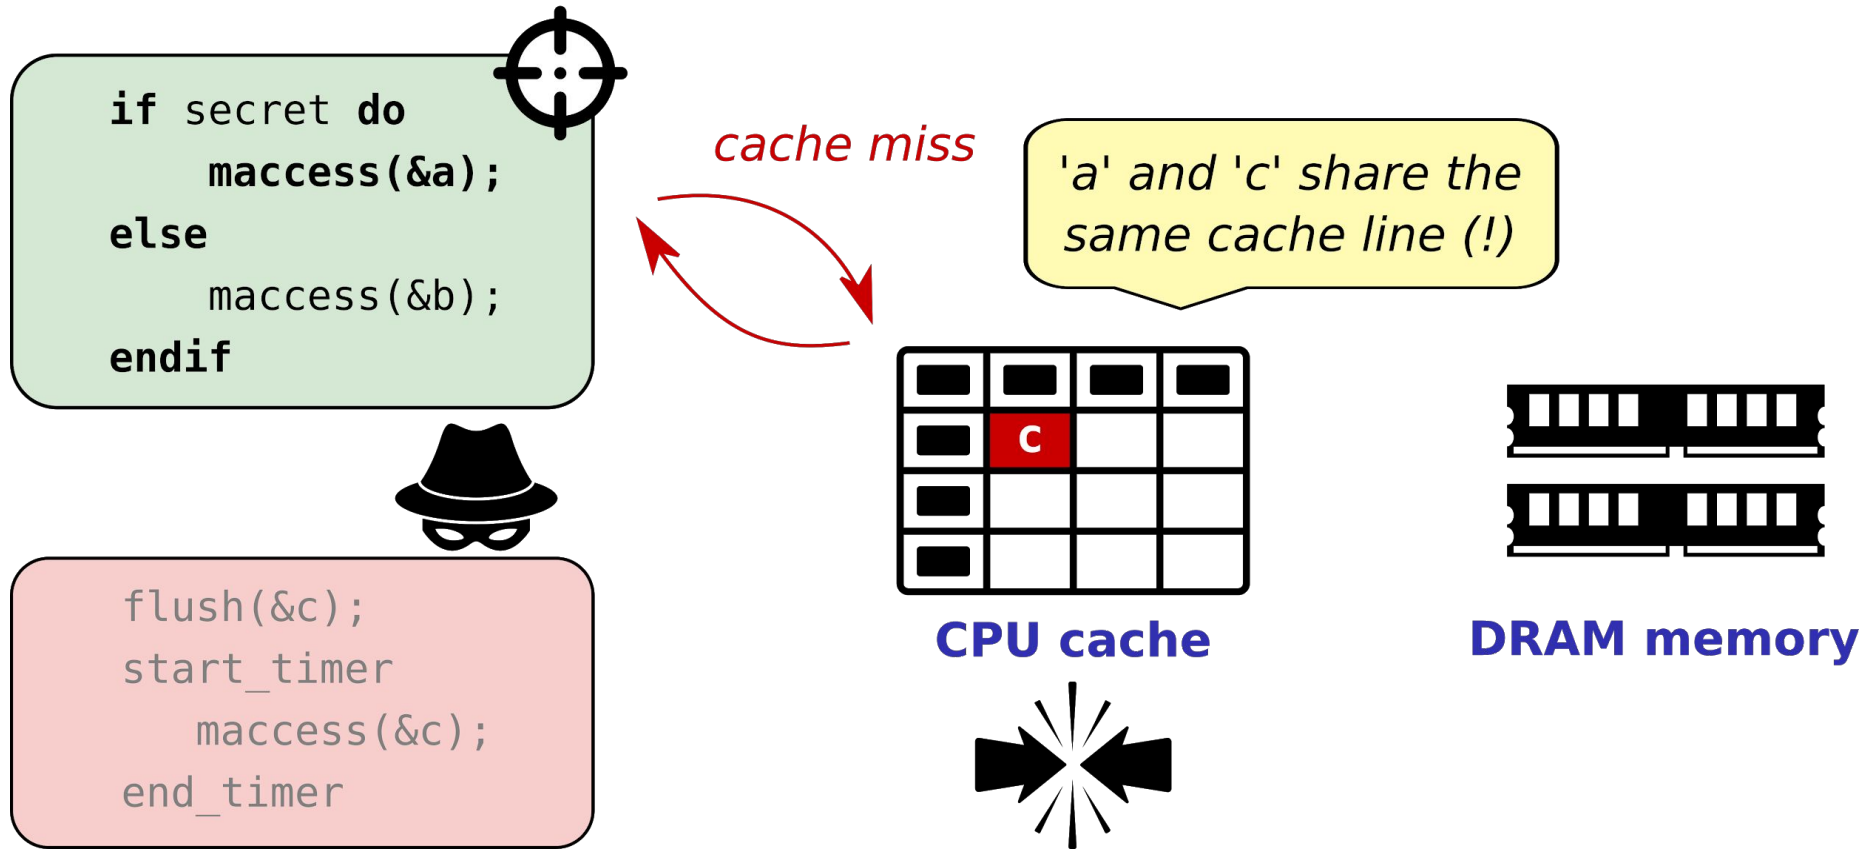 if secret do
    maccess(&a);
else
    maccess(&b);
endif
cache miss
'a' and 'c' share the
same cache line (!)
c
CPU cache
DRAM memory
flush(&c);
start_timer
   maccess(&c);
end_timer